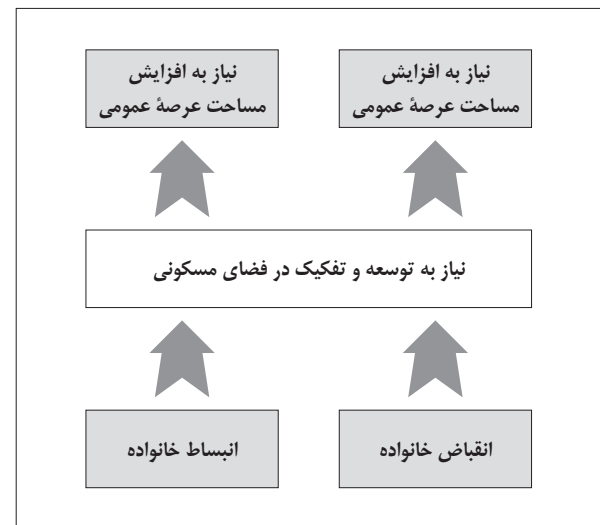 نیاز به افزایش
مساحت عرصهٔ عمومی
نیاز به افزایش
مساحت عرصهٔ عمومی
نیاز به توسعه و تفکیک در فضای مسکونی
انقباض خانواده
انبساط خانواده